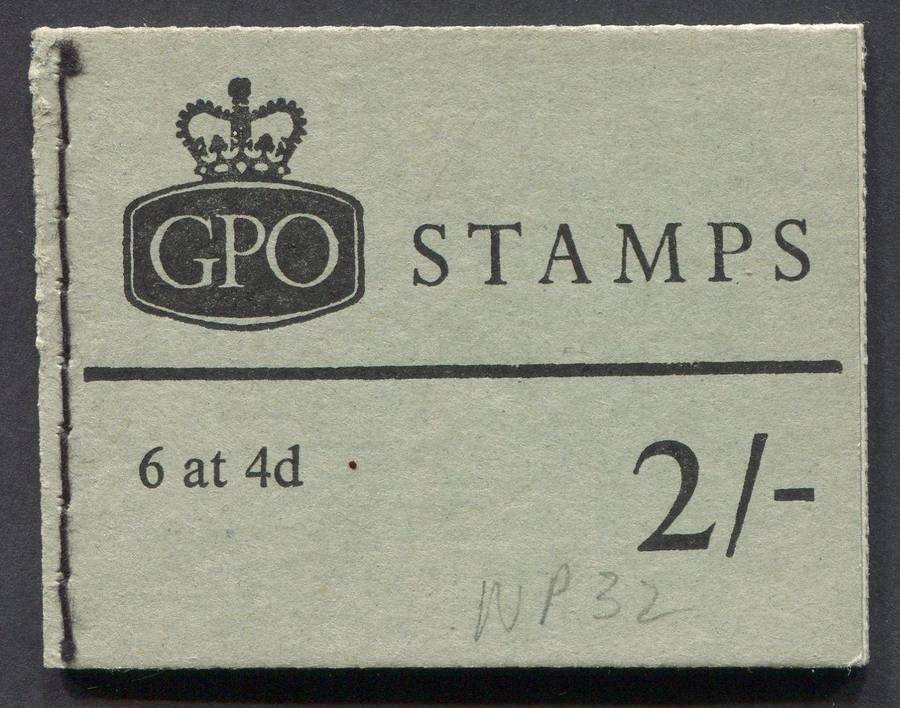 GPO STAMPS
6 at 4d
2/-
NP.32